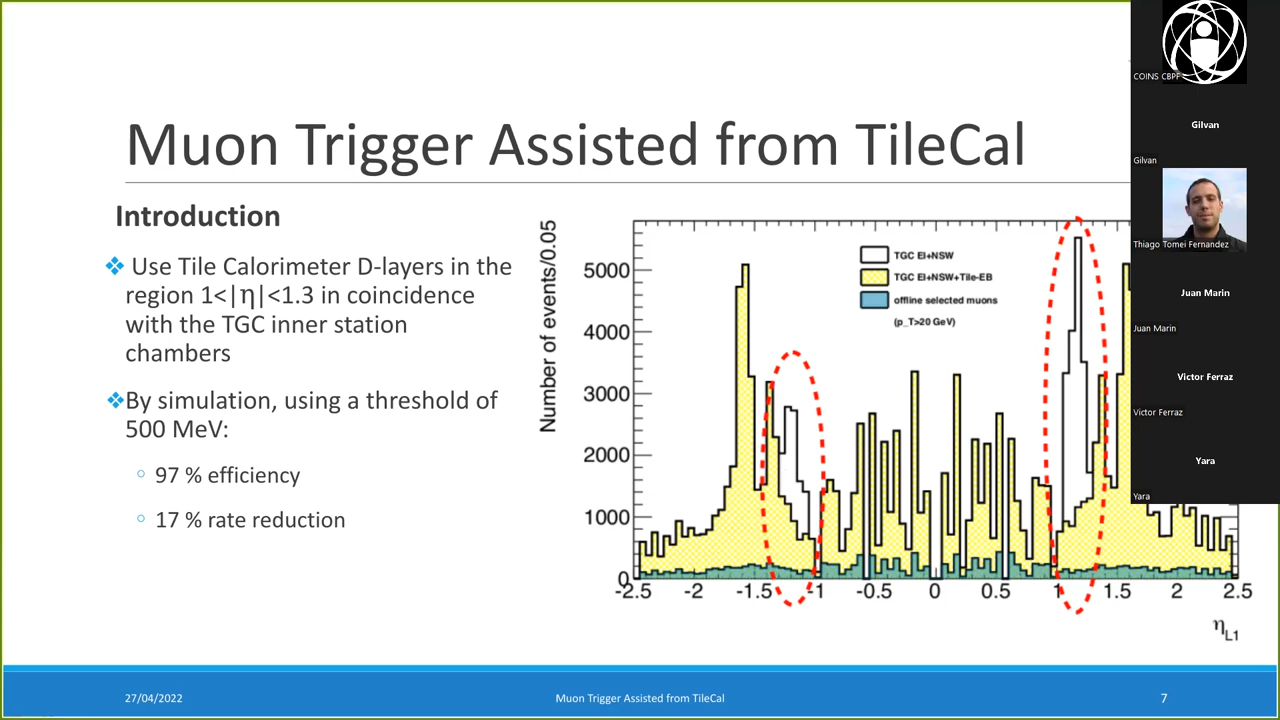 Muon Trigger Assisted from TileCal
Introduction
❖ Use Tile Calorimeter D-layers in the
region 1<|η|<1.3 in coincidence
with the TGC inner station
chambers
❖By simulation, using a threshold of
500 MeV:
○ 97 % efficiency
○ 17 % rate reduction
Number of events/0.05
5000
4000
3000
2000
1000
0
TGC EI+NSW
TGC EI+NSW+Tile-EB
offline selected muons
(p_T>20 GeV)
-2.5 -2 -1.5 -1 -0.5 0 0.5 1 1.5 2 2.5
ηL1
COINS CBPF
Gilvan
Gilvan
Thiago Tomei Fernandez
Juan Marin
Juan Marin
Victor Ferraz
Victor Ferraz
Yara
Yara
27/04/2022
Muon Trigger Assisted from TileCal
7